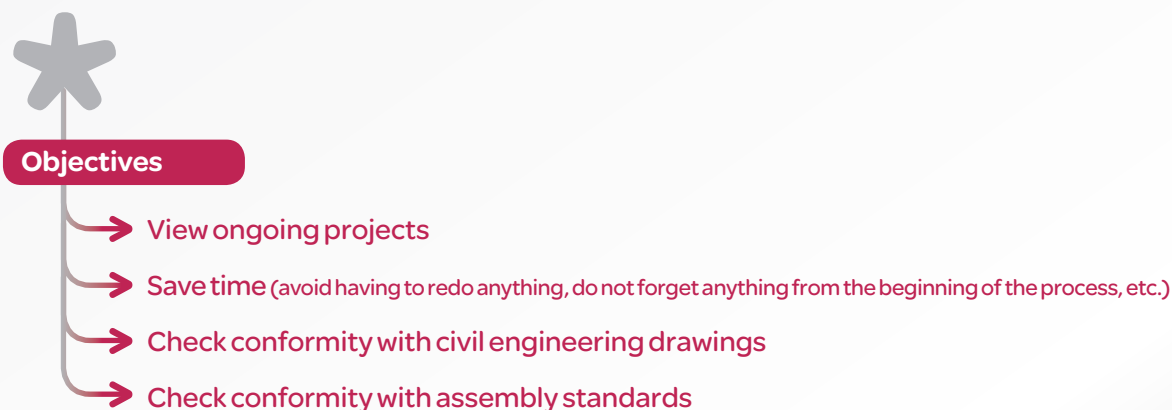 Objectives
View ongoing projects
Save time (avoid having to redo anything, do not forget anything from the beginning of the process, etc.)
Check conformity with civil engineering drawings
Check conformity with assembly standards